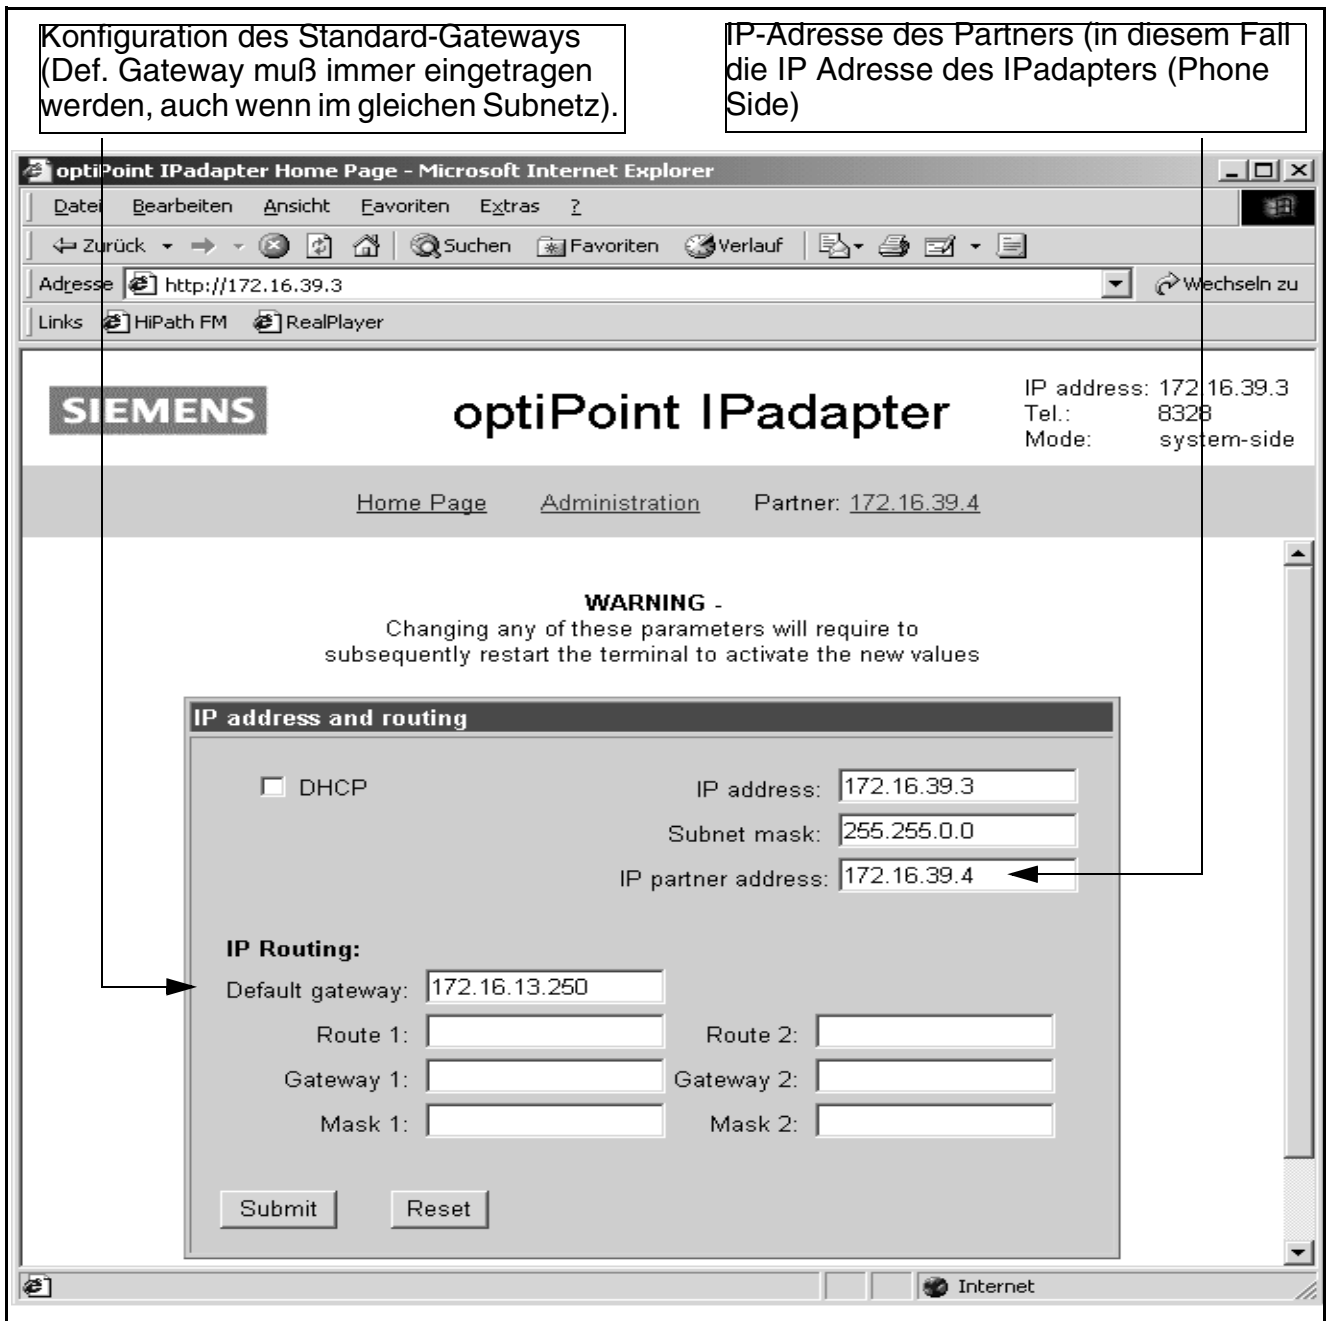 Konfiguration des Standard-Gateways
(Def. Gateway muß immer eingetragen
werden, auch wenn im gleichen Subnetz).
IP-Adresse des Partners (in diesem Fall
die IP Adresse des IPadapters (Phone
Side)
optiPoint IPadapter Home Page - Microsoft Internet Explorer
Datei Bearbeiten Ansicht Favoriten Extras ?
Zurück Suchen Favoriten Verlauf
Adresse http://172.16.39.3 Wechseln zu
Links HiPath FM RealPlayer
SIEMENS
optiPoint IPadapter
IP address: 172.16.39.3
Tel.: 8328
Mode: system-side
Home Page Administration Partner: 172.16.39.4
WARNING -
Changing any of these parameters will require to
subsequently restart the terminal to activate the new values
IP address and routing
DHCP
IP address: 172.16.39.3
Subnet mask: 255.255.0.0
IP partner address: 172.16.39.4
IP Routing:
Default gateway: 172.16.13.250
Route 1: Route 2:
Gateway 1: Gateway 2:
Mask 1: Mask 2:
Submit Reset
Internet